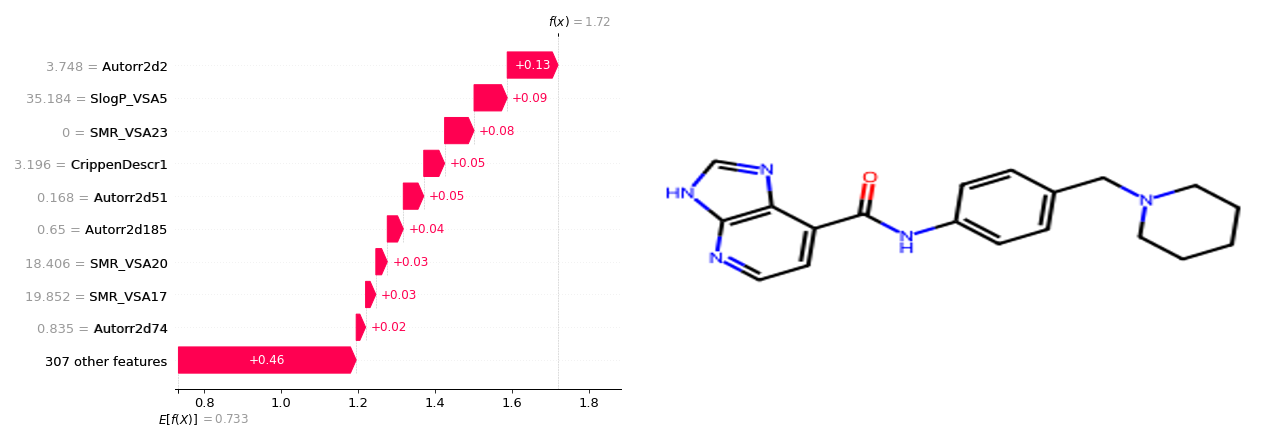 f(x) = 1.72
3.748 = Autorr2d2 +0.13
35.184 = SlogP_VSA5 +0.09
0 = SMR_VSA23 +0.08
3.196 = CrippenDescr1 +0.05
0.168 = Autorr2d51 +0.05
0.65 = Autorr2d185 +0.04
18.406 = SMR_VSA20 +0.03
19.852 = SMR_VSA17 +0.03
0.835 = Autorr2d74 +0.02
307 other features +0.46
0.8 1.0 1.2 1.4 1.6 1.8
E[f(X)] = 0.733
N
HN
O
N
N
H
N